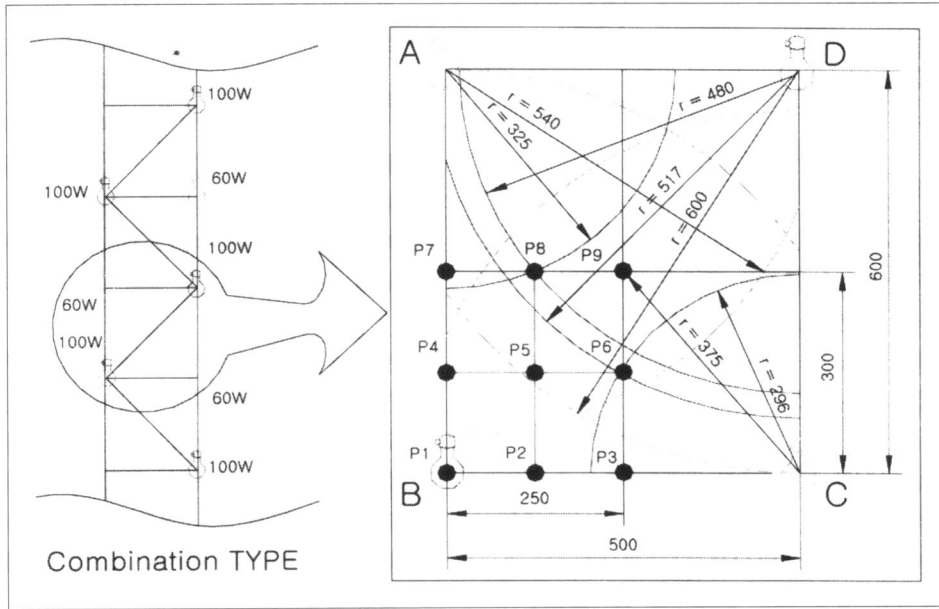 100W
60W
100W
100W
60W
100W
60W
100W
Combination TYPE
A
D
r = 480
r = 540
r = 325
r = 517
r = 600
P7
P8
P9
600
P4
P5
P6
r = 375
r = 296
300
P1
P2
P3
B
C
250
500